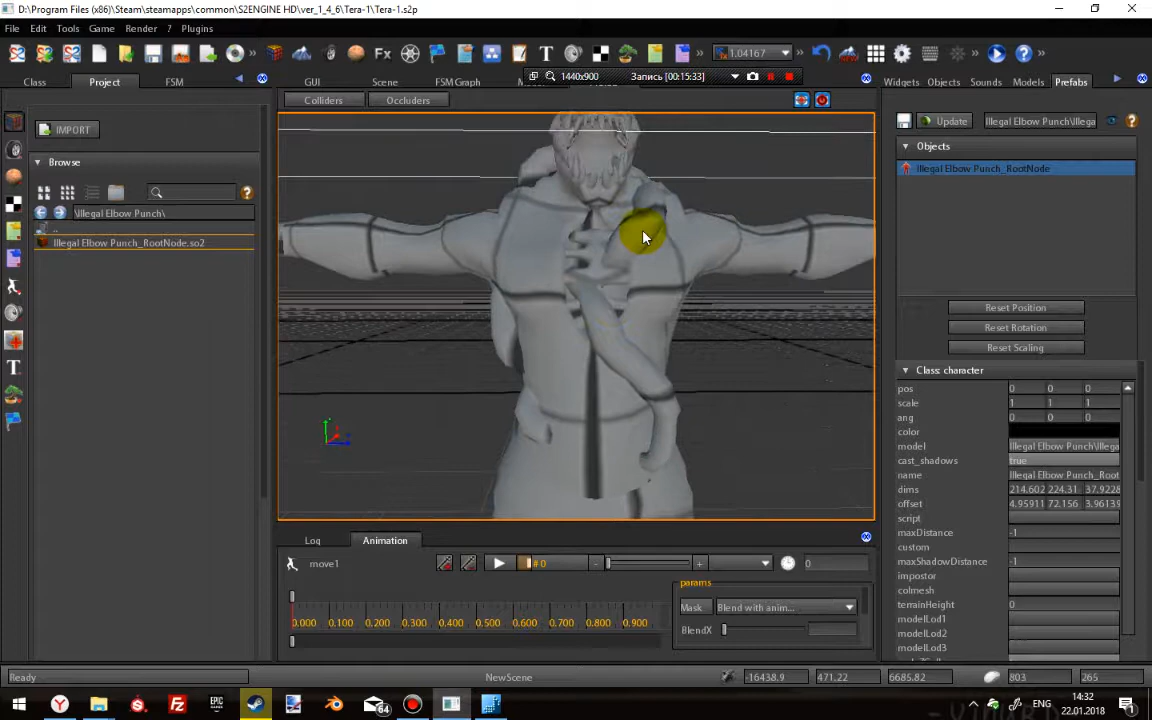 D:\Program Files (x86)\Steam\steamapps\common\S2ENGINE HD\ver_1_4_6\Tera-1\Tera-1.s2p
File Edit Tools Game Render ? Plugins
Fx T 1.04167
1440x900 Запись [00:15:33]
Class Project FSM
GUI Scene FSM Graph
Widgets Objects Sounds Models Prefabs
Colliders Occluders
IMPORT
Update Illegal Elbow Punch\Illega
Browse
Objects
Illegal Elbow Punch_RootNode
\Illegal Elbow Punch\
..
Illegal Elbow Punch_RootNode.so2
Reset Position
Reset Rotation
Reset Scaling
Class: character
pos 0 0 0
scale 1 1 1
ang 0 0 0
color
model Illegal Elbow Punch\Illega
cast_shadows true
name Illegal Elbow Punch_Root
dims 214.602 224.31 37.9228
offset 4.95911 72.156 3.96139
script
maxDistance -1
custom
maxShadowDistance -1
impostor
colmesh
terrainHeight 0
modelLod1
modelLod2
modelLod3
Log Animation
move1 #0 - + 0
params
Mask Blend with anim...
BlendX
0.000 0.100 0.200 0.300 0.400 0.500 0.600 0.700 0.800 0.900
Ready NewScene -16438.9 471.22 6685.82 803 265
64 ENG 14:32
22.01.2018 1